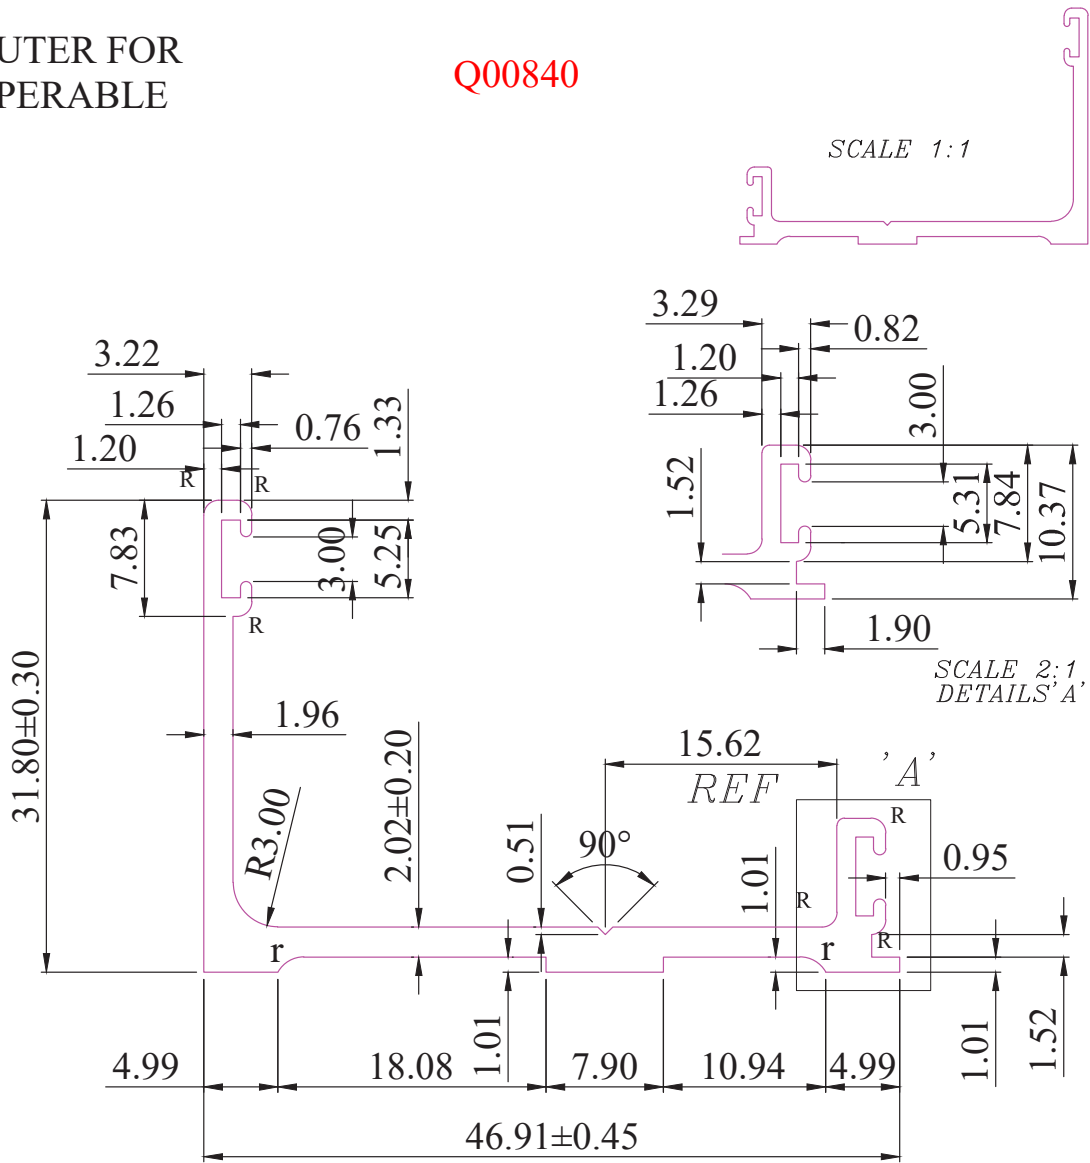 UTER FOR
PERABLE
Q00840
SCALE 1:1
3.29
0.82
1.20
1.26
3.00
1.52
5.31
7.84
10.37
1.90
SCALE 2:1
DETAILS'A'
3.22
1.26
0.76
1.33
1.20
R
R
7.83
3.00
5.25
R
31.80±0.30
1.96
15.62
REF
'A'
R
R3.00
2.02±0.20
0.51
90°
1.01
0.95
R
r
r
R
4.99
18.08
1.01
7.90
10.94
4.99
1.01
1.52
46.91±0.45